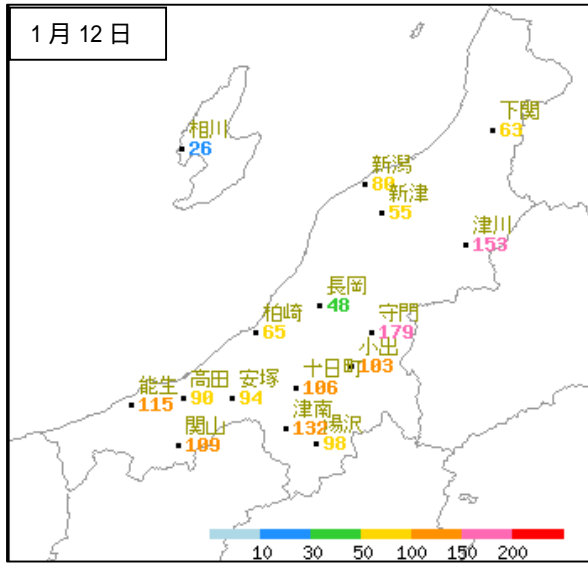 1月12日
下関
63
相川
26
新潟
80
新津
55
津川
153
長岡
48
柏崎
65
守門
179
小出
103
十日町
106
能生
115
高田
90
安塚
94
津南
132
湯沢
98
関山
109
10 30 50 100 150 200